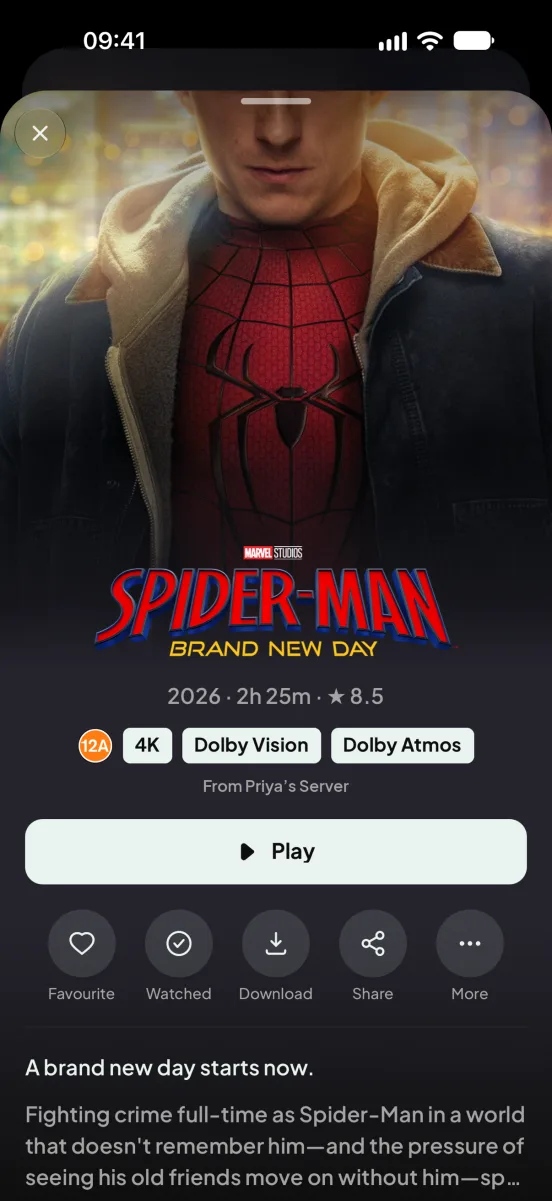 09:41
MARVEL STUDIOS
SPIDER-MAN
BRAND NEW DAY
2026 · 2h 25m · ★ 8.5
12A 4K Dolby Vision Dolby Atmos
From Priya’s Server
Play
Favourite Watched Download Share More
A brand new day starts now.
Fighting crime full-time as Spider-Man in a world
that doesn't remember him—and the pressure of
seeing his old friends move on without him—sp…